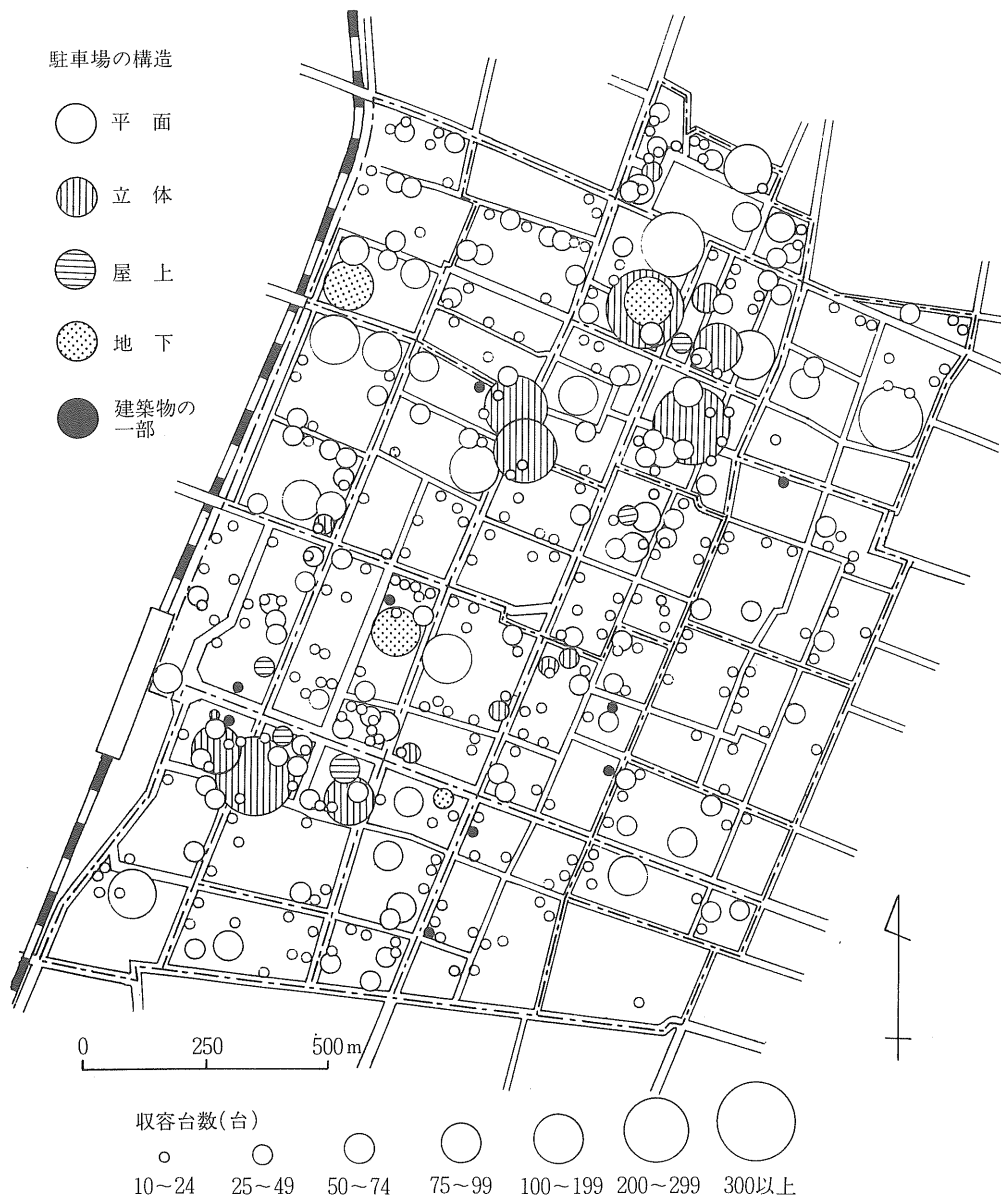 駐車場の構造
平 面
立 体
屋 上
地 下
建築物の
一部
0 250 500m
収容台数(台)
10~24 25~49 50~74 75~99 100~199 200~299 300以上